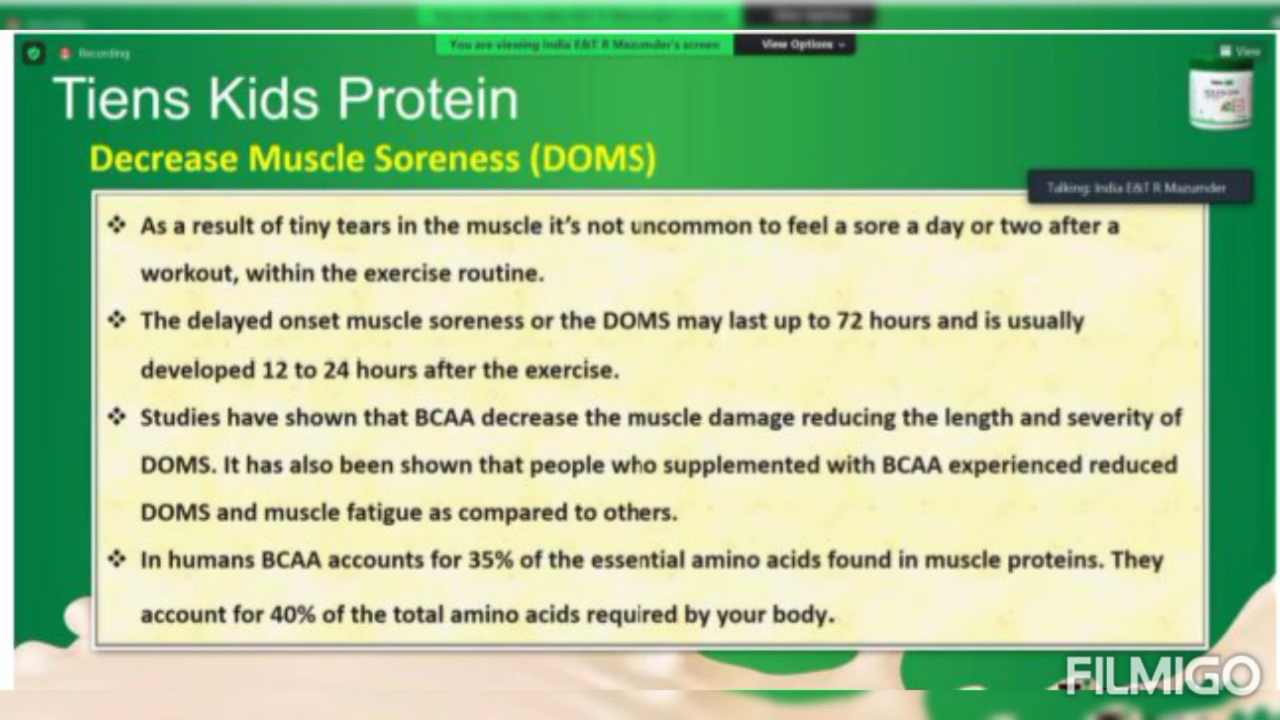 Recording
You are viewing India E&T R Mazumder's screen
View Options
View
Tiens Kids Protein
Decrease Muscle Soreness (DOMS)
Talking: India E&T R Mazumder
❖ As a result of tiny tears in the muscle it's not uncommon to feel a sore a day or two after a
workout, within the exercise routine.
❖ The delayed onset muscle soreness or the DOMS may last up to 72 hours and is usually
developed 12 to 24 hours after the exercise.
❖ Studies have shown that BCAA decrease the muscle damage reducing the length and severity of
DOMS. It has also been shown that people who supplemented with BCAA experienced reduced
DOMS and muscle fatigue as compared to others.
❖ In humans BCAA accounts for 35% of the essential amino acids found in muscle proteins. They
account for 40% of the total amino acids required by your body.
FILMIGO